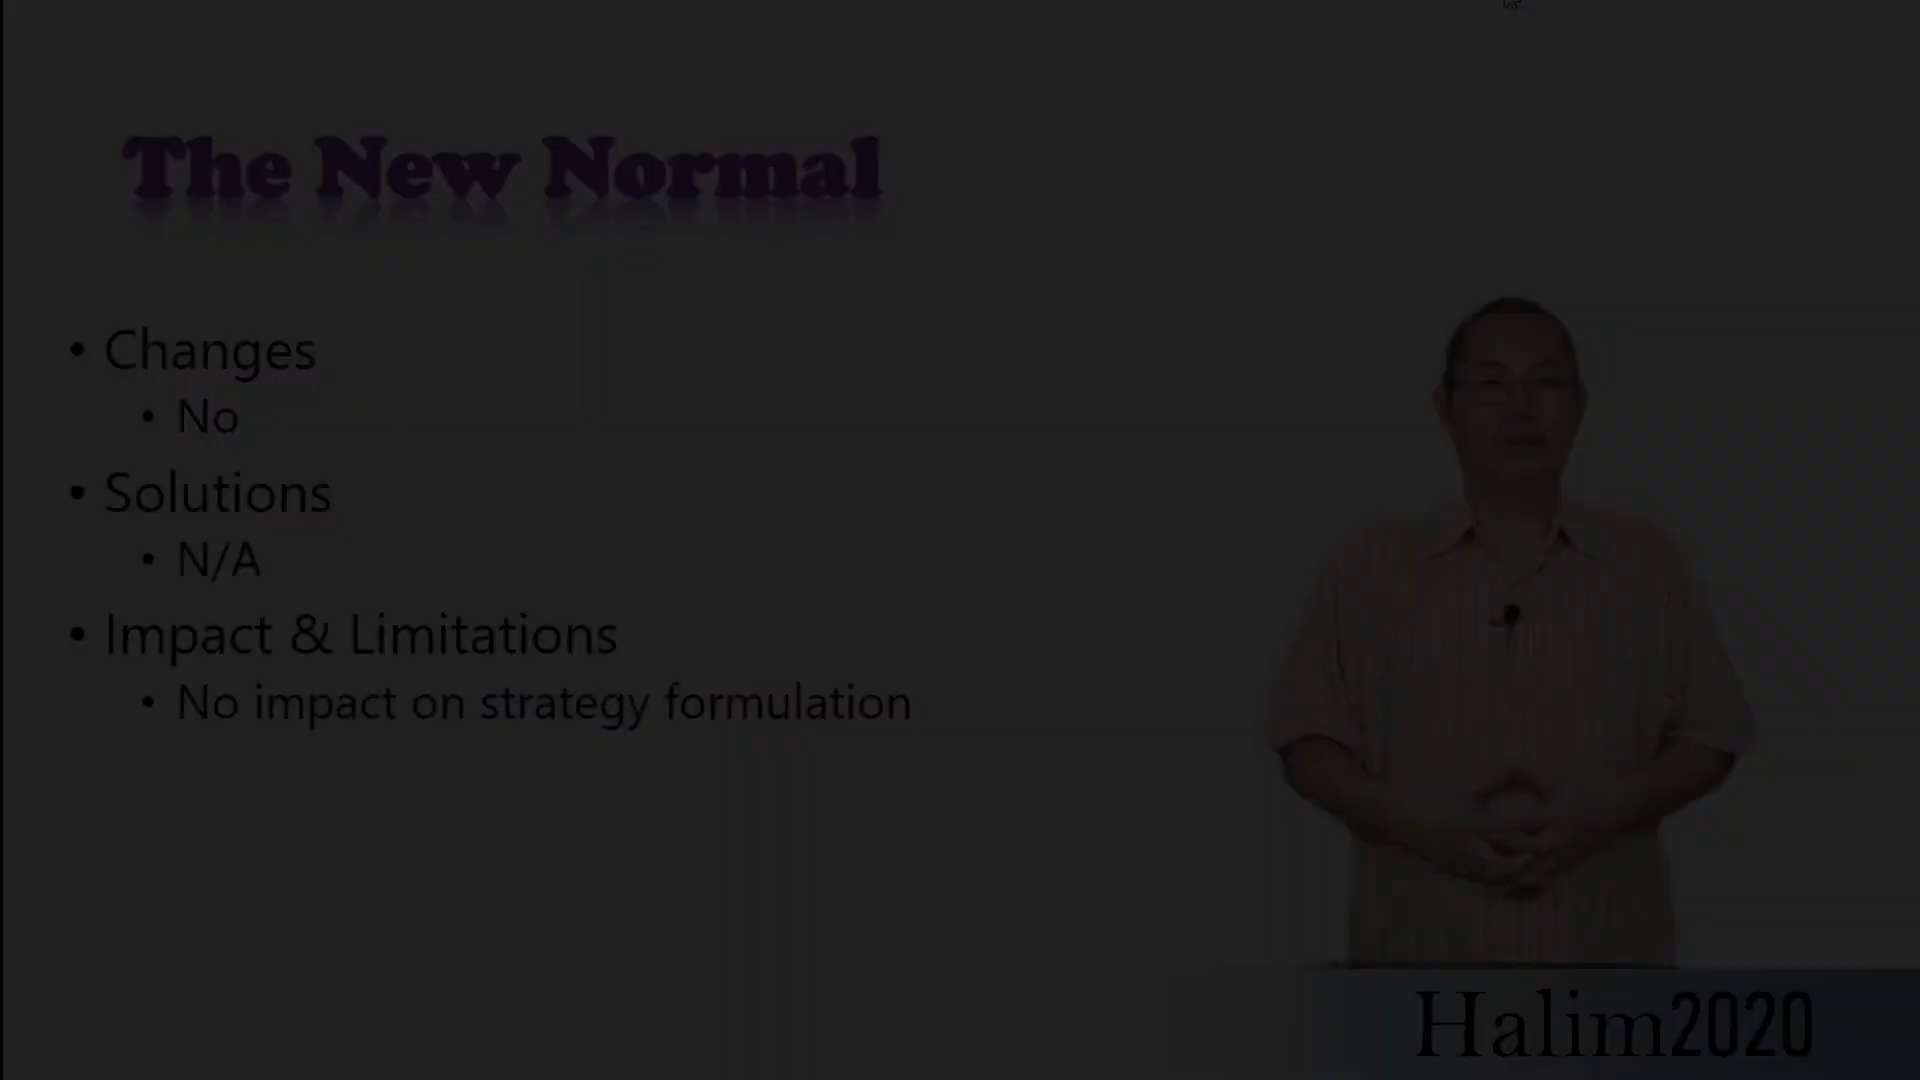 The New Normal
• Changes
• No
• Solutions
• N/A
• Impact & Limitations
• No impact on strategy formulation
Halim2020